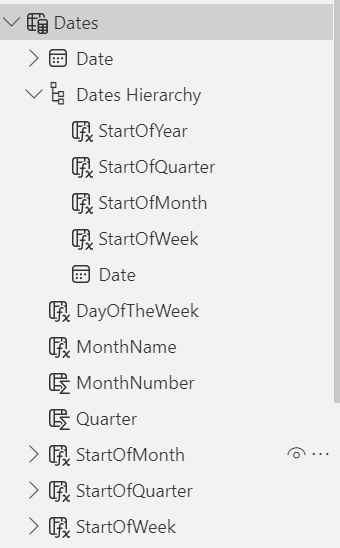 Dates
Date
Dates Hierarchy
StartOfYear
StartOfQuarter
StartOfMonth
StartOfWeek
Date
DayOfTheWeek
MonthName
MonthNumber
Quarter
StartOfMonth
StartOfQuarter
StartOfWeek